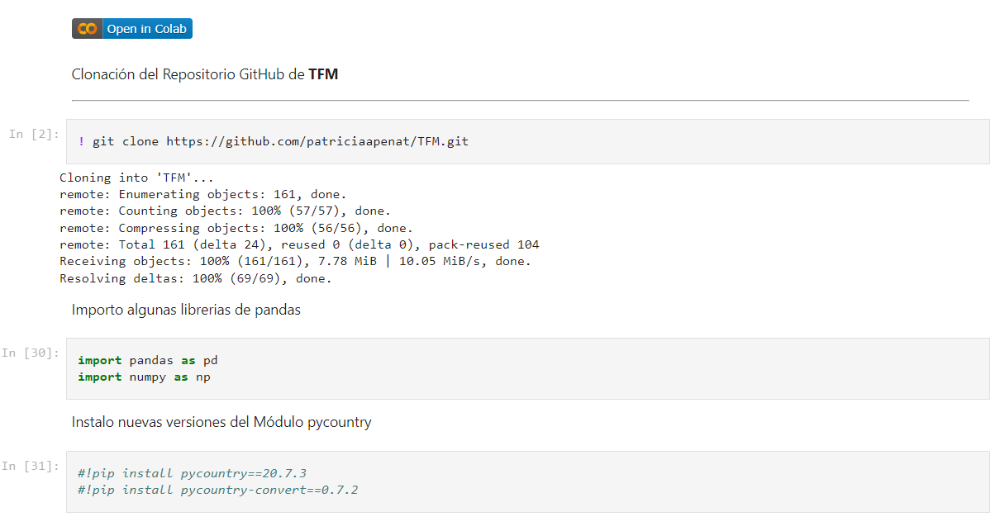 Open in Colab
Clonación del Repositorio GitHub de TFM
In [2]:
! git clone https://github.com/patriciaapenat/TFM.git
Cloning into 'TFM'...
remote: Enumerating objects: 161, done.
remote: Counting objects: 100% (57/57), done.
remote: Compressing objects: 100% (56/56), done.
remote: Total 161 (delta 24), reused 0 (delta 0), pack-reused 104
Receiving objects: 100% (161/161), 7.78 MiB | 10.05 MiB/s, done.
Resolving deltas: 100% (69/69), done.
Importo algunas librerias de pandas
In [30]:
import pandas as pd
import numpy as np
Instalo nuevas versiones del Módulo pycountry
In [31]:
#!pip install pycountry==20.7.3
#!pip install pycountry-convert==0.7.2